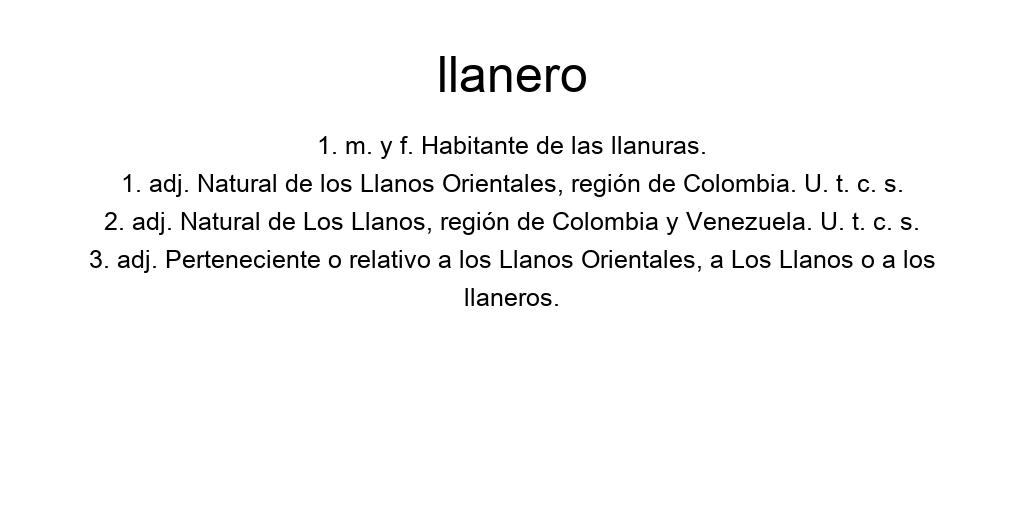 llanero
1. m. y f. Habitante de las llanuras.
1. adj. Natural de los Llanos Orientales, región de Colombia. U. t. c. s.
2. adj. Natural de Los Llanos, región de Colombia y Venezuela. U. t. c. s.
3. adj. Perteneciente o relativo a los Llanos Orientales, a Los Llanos o a los
llaneros.